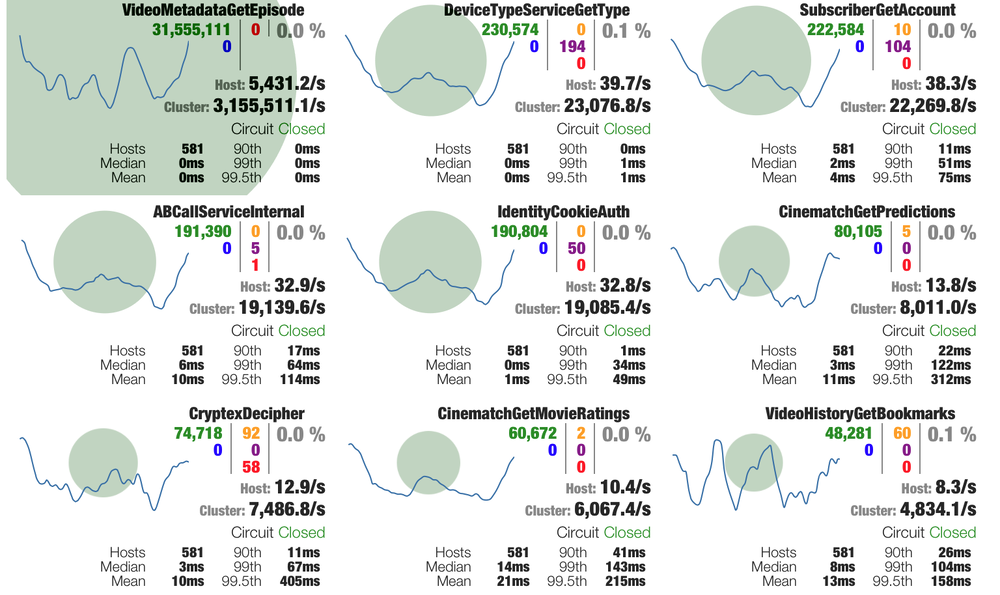 VideoMetadataGetEpisode
31,555,111 0 0.0 %
0
Host: 5,431.2/s
Cluster: 3,155,511.1/s
Circuit Closed
Hosts 581 90th 0ms
Median 0ms 99th 0ms
Mean 0ms 99.5th 0ms
DeviceTypeServiceGetType
230,574 0 0.1 %
0 194
0
Host: 39.7/s
Cluster: 23,076.8/s
Circuit Closed
Hosts 581 90th 0ms
Median 0ms 99th 1ms
Mean 0ms 99.5th 1ms
SubscriberGetAccount
222,584 10 0.0 %
0 104
0
Host: 38.3/s
Cluster: 22,269.8/s
Circuit Closed
Hosts 581 90th 11ms
Median 2ms 99th 51ms
Mean 4ms 99.5th 75ms
ABCallServiceInternal
191,390 0 0.0 %
0 5
1
Host: 32.9/s
Cluster: 19,139.6/s
Circuit Closed
Hosts 581 90th 17ms
Median 6ms 99th 64ms
Mean 10ms 99.5th 114ms
IdentityCookieAuth
190,804 0 0.0 %
0 50
0
Host: 32.8/s
Cluster: 19,085.4/s
Circuit Closed
Hosts 581 90th 1ms
Median 0ms 99th 34ms
Mean 1ms 99.5th 49ms
CinematchGetPredictions
80,105 5 0.0 %
0 0
0
Host: 13.8/s
Cluster: 8,011.0/s
Circuit Closed
Hosts 581 90th 22ms
Median 3ms 99th 122ms
Mean 11ms 99.5th 312ms
CryptexDecipher
74,718 92 0.0 %
0 0
58
Host: 12.9/s
Cluster: 7,486.8/s
Circuit Closed
Hosts 581 90th 11ms
Median 3ms 99th 67ms
Mean 10ms 99.5th 405ms
CinematchGetMovieRatings
60,672 2 0.0 %
0 0
0
Host: 10.4/s
Cluster: 6,067.4/s
Circuit Closed
Hosts 581 90th 41ms
Median 14ms 99th 143ms
Mean 21ms 99.5th 215ms
VideoHistoryGetBookmarks
48,281 60 0.1 %
0 0
0
Host: 8.3/s
Cluster: 4,834.1/s
Circuit Closed
Hosts 581 90th 26ms
Median 8ms 99th 104ms
Mean 13ms 99.5th 158ms